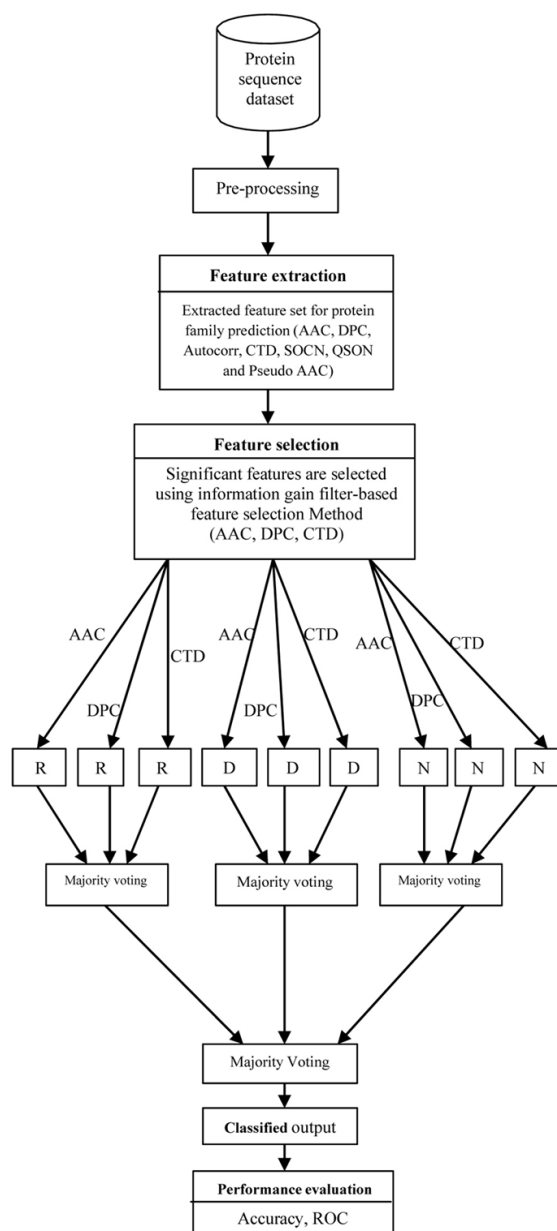 Protein
sequence
dataset
Pre-processing
Feature extraction
Extracted feature set for protein
family prediction (AAC, DPC,
Autocorr, CTD, SOCN, QSON
and Pseudo AAC)
Feature selection
Significant features are selected
using information gain filter-based
feature selection Method
(AAC, DPC, CTD)
AAC
DPC
CTD
AAC
DPC
CTD
AAC
DPC
CTD
R
R
R
D
D
D
N
N
N
Majority voting
Majority voting
Majority voting
Majority Voting
Classified output
Performance evaluation
Accuracy, ROC